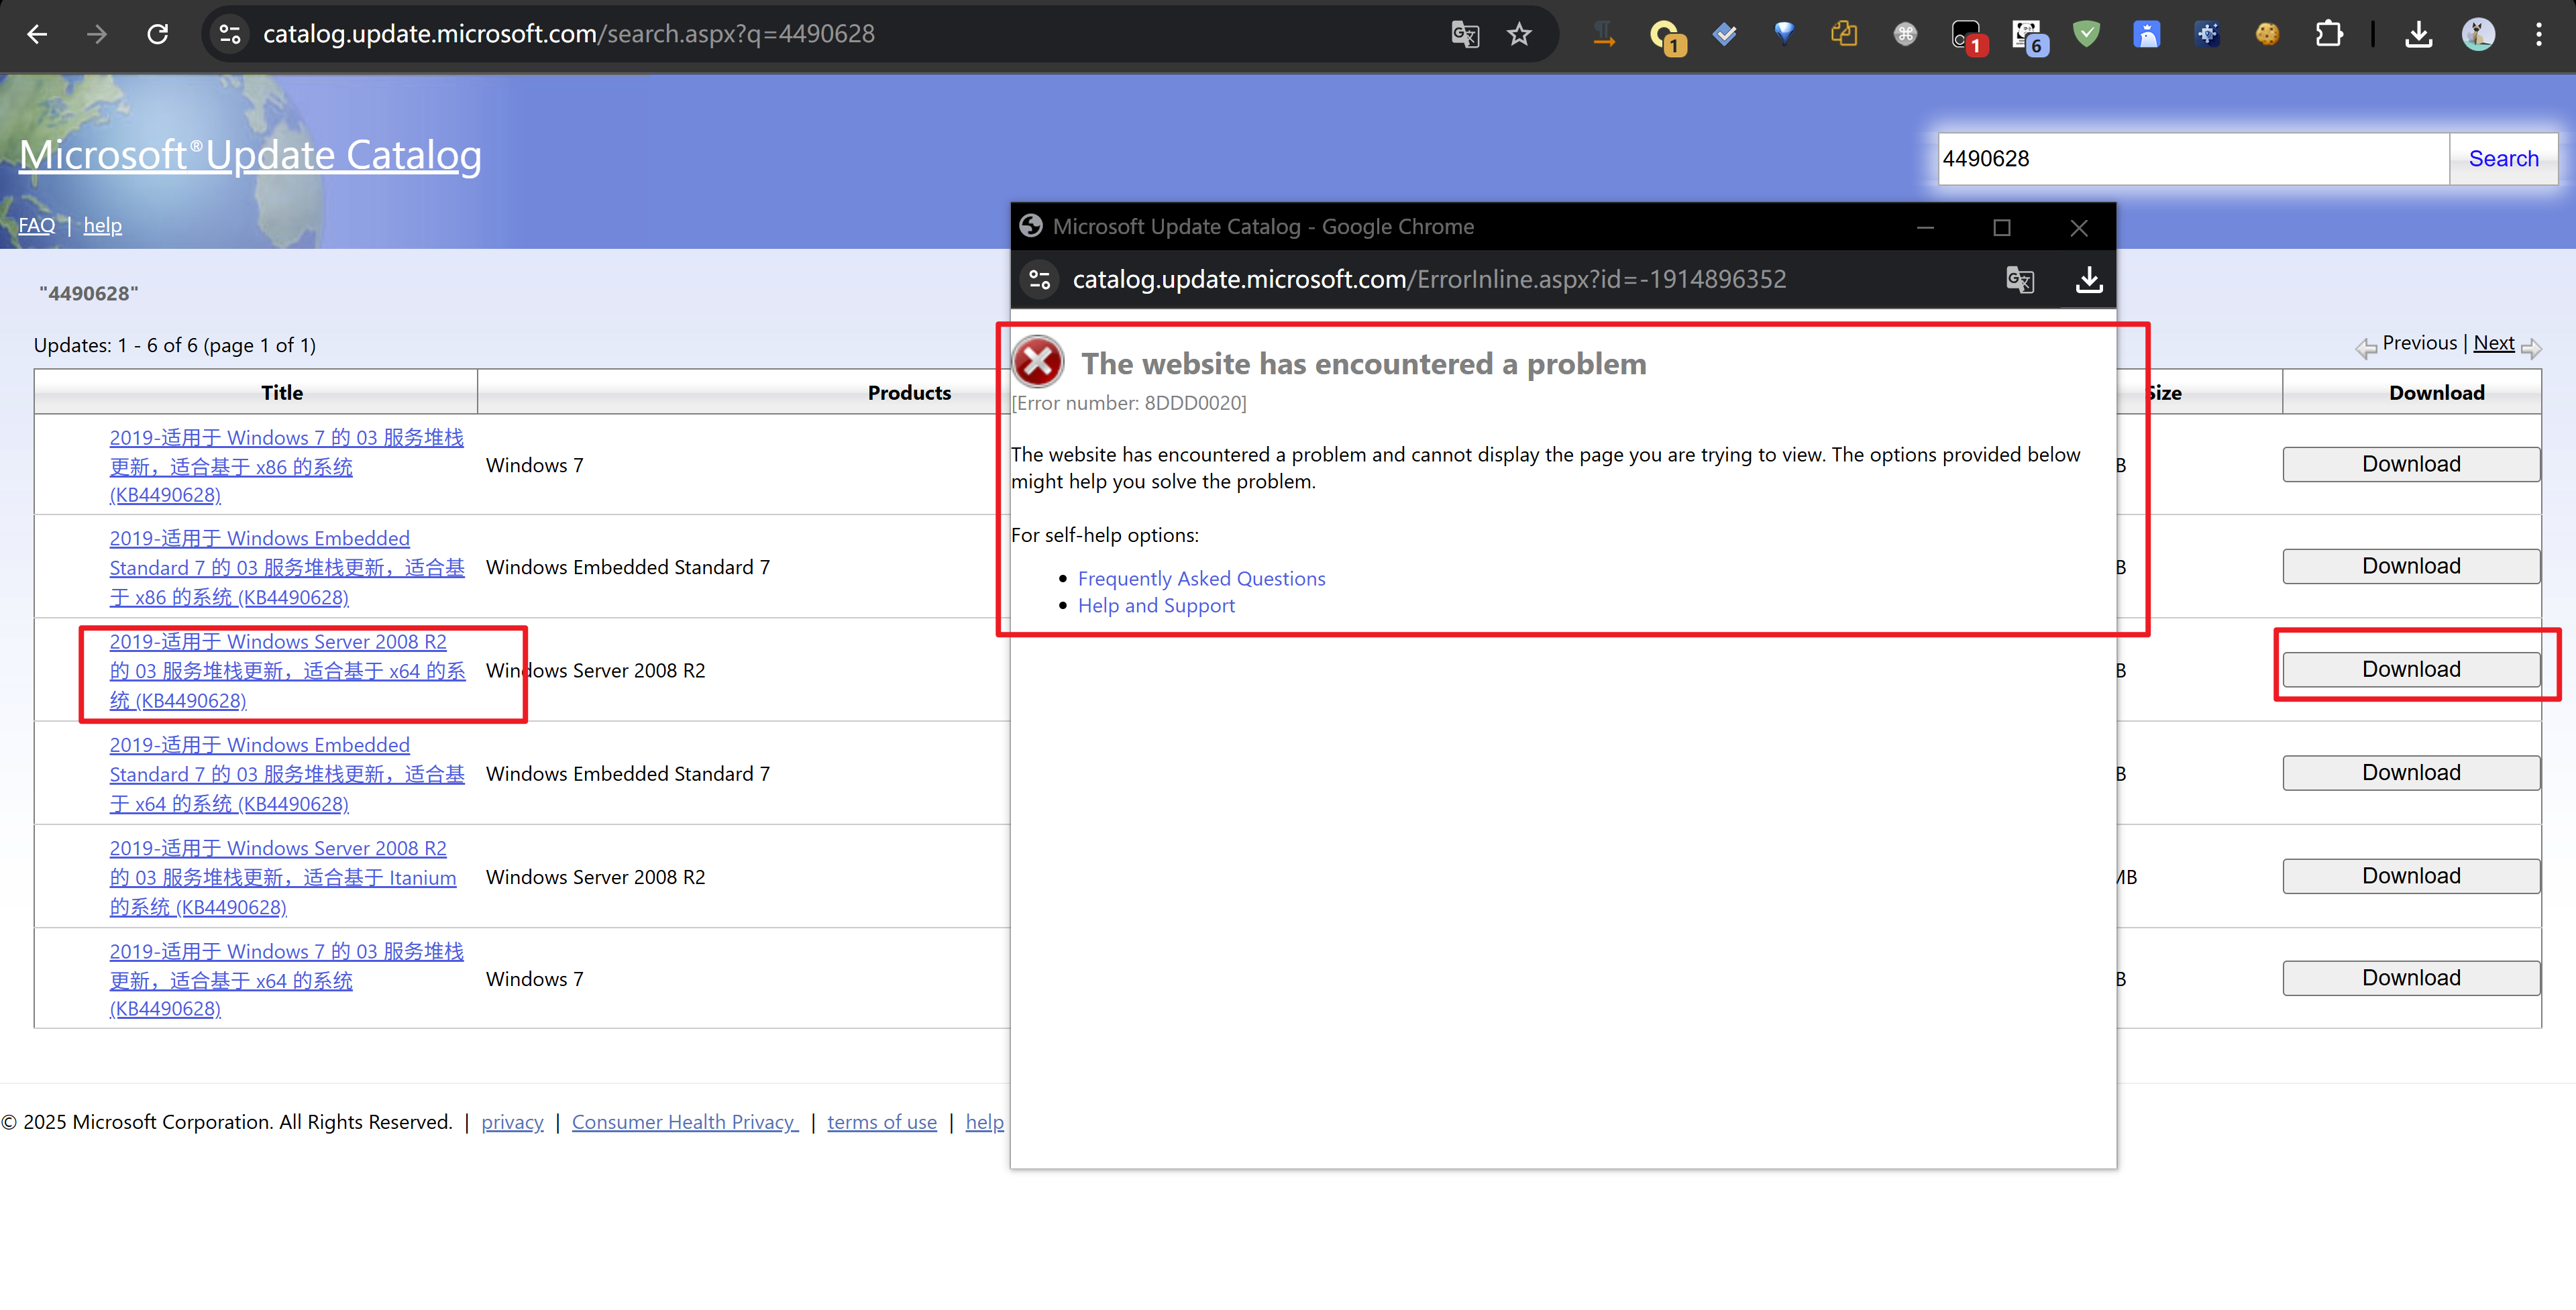 catalog.update.microsoft.com/search.aspx?q=4490628
1
1
6
Microsoft®Update Catalog
FAQ | help
4490628
Search
"4490628"
Updates: 1 - 6 of 6 (page 1 of 1)
Previous | Next
Title
Products
Size
Download
2019-适用于 Windows 7 的 03 服务堆栈
更新，适合基于 x86 的系统
(KB4490628)
Windows 7
B
Download
2019-适用于 Windows Embedded
Standard 7 的 03 服务堆栈更新，适合基
于 x86 的系统 (KB4490628)
Windows Embedded Standard 7
B
Download
2019-适用于 Windows Server 2008 R2
的 03 服务堆栈更新，适合基于 x64 的系
统 (KB4490628)
Windows Server 2008 R2
B
Download
2019-适用于 Windows Embedded
Standard 7 的 03 服务堆栈更新，适合基
于 x64 的系统 (KB4490628)
Windows Embedded Standard 7
B
Download
2019-适用于 Windows Server 2008 R2
的 03 服务堆栈更新，适合基于 Itanium
的系统 (KB4490628)
Windows Server 2008 R2
MB
Download
2019-适用于 Windows 7 的 03 服务堆栈
更新，适合基于 x64 的系统
(KB4490628)
Windows 7
B
Download
Microsoft Update Catalog - Google Chrome
catalog.update.microsoft.com/ErrorInline.aspx?id=-1914896352
The website has encountered a problem
[Error number: 8DDD0020]
The website has encountered a problem and cannot display the page you are trying to view. The options provided below
might help you solve the problem.
For self-help options:
Frequently Asked Questions
Help and Support
© 2025 Microsoft Corporation. All Rights Reserved. | privacy | Consumer Health Privacy | terms of use | help